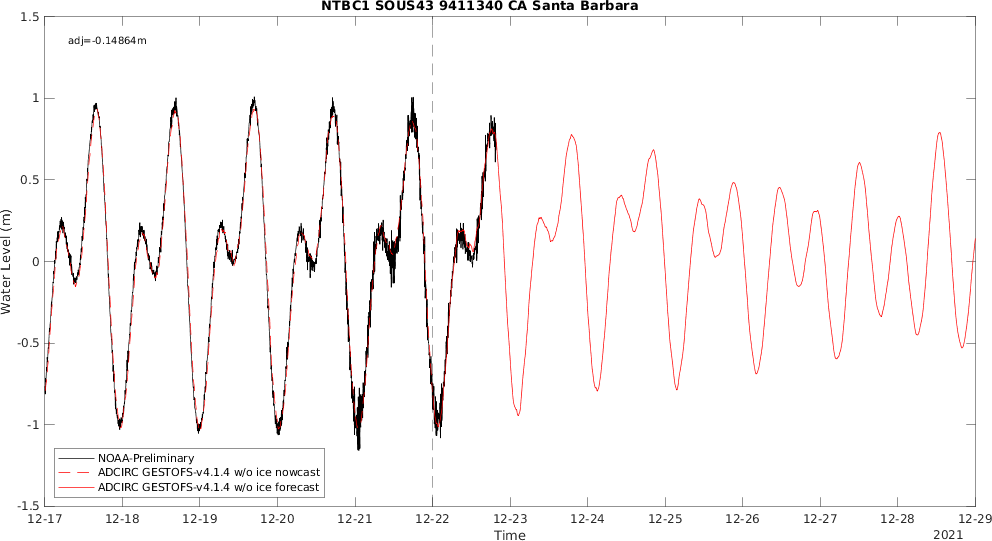 NTBC1 SOUS43 9411340 CA Santa Barbara
adj=-0.14864m
Water Level (m)
1.5
1
0.5
0
-0.5
-1
-1.5
NOAA-Preliminary
ADCIRC GESTOFS-v4.1.4 w/o ice nowcast
ADCIRC GESTOFS-v4.1.4 w/o ice forecast
12-17 12-18 12-19 12-20 12-21 12-22 12-23 12-24 12-25 12-26 12-27 12-28 12-29
Time
2021